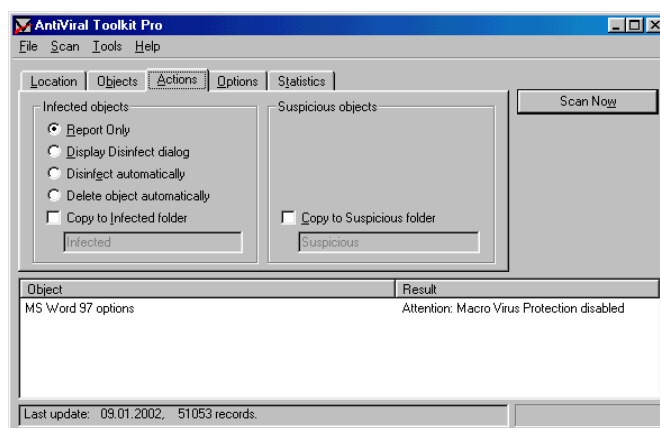 AntiViral Toolkit Pro
File Scan Tools Help
Location Objects Actions Options Statistics
Infected objects
Report Only
Display Disinfect dialog
Disinfect automatically
Delete object automatically
Copy to Infected folder
Infected
Suspicious objects
Copy to Suspicious folder
Suspicious
Scan Now
Object Result
MS Word 97 options Attention: Macro Virus Protection disabled
Last update: 09.01.2002, 51053 records.